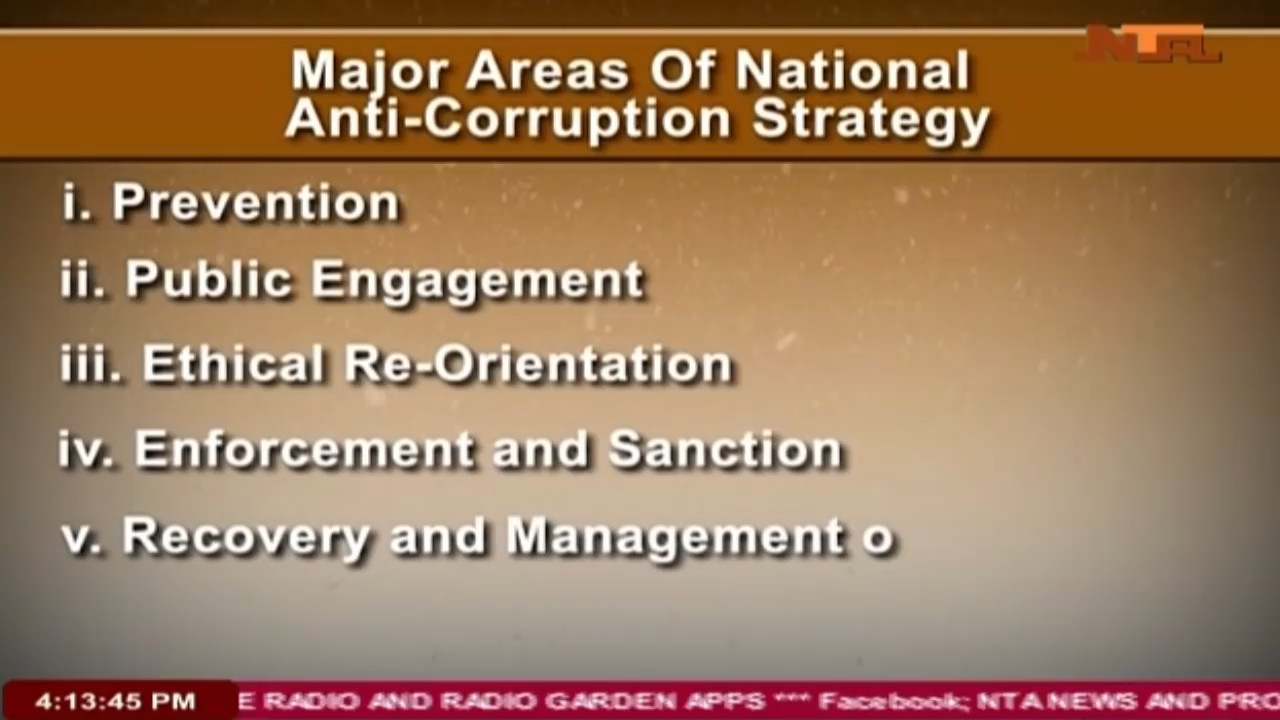 NTA
Major Areas Of National
Anti-Corruption Strategy
i. Prevention
ii. Public Engagement
iii. Ethical Re-Orientation
iv. Enforcement and Sanction
v. Recovery and Management o
4:13:45 PM
E RADIO AND RADIO GARDEN APPS *** Facebook; NTA NEWS AND PRO